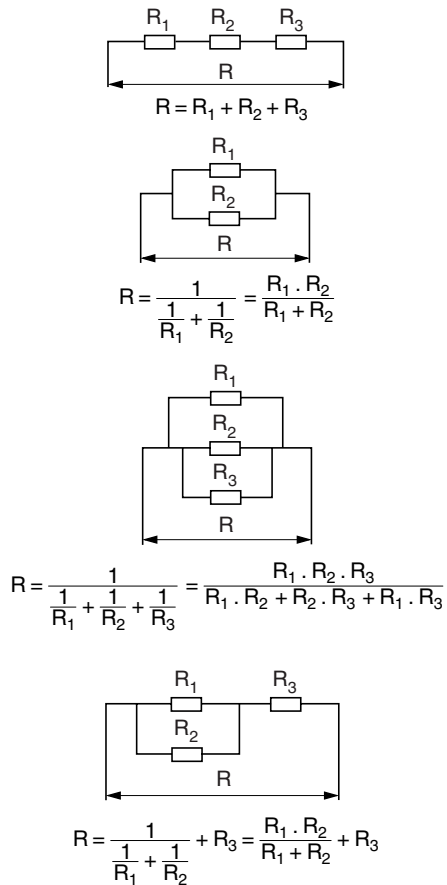 R₁ R₂ R₃
R
R = R₁ + R₂ + R₃
R₁
R₂
R
R = 1 / (1/R₁ + 1/R₂) = R₁ . R₂ / (R₁ + R₂)
R₁
R₂
R₃
R
R = 1 / (1/R₁ + 1/R₂ + 1/R₃) = R₁ . R₂ . R₃ / (R₁ . R₂ + R₂ . R₃ + R₁ . R₃)
R₁ R₃
R₂
R
R = 1 / (1/R₁ + 1/R₂) + R₃ = R₁ . R₂ / (R₁ + R₂) + R₃